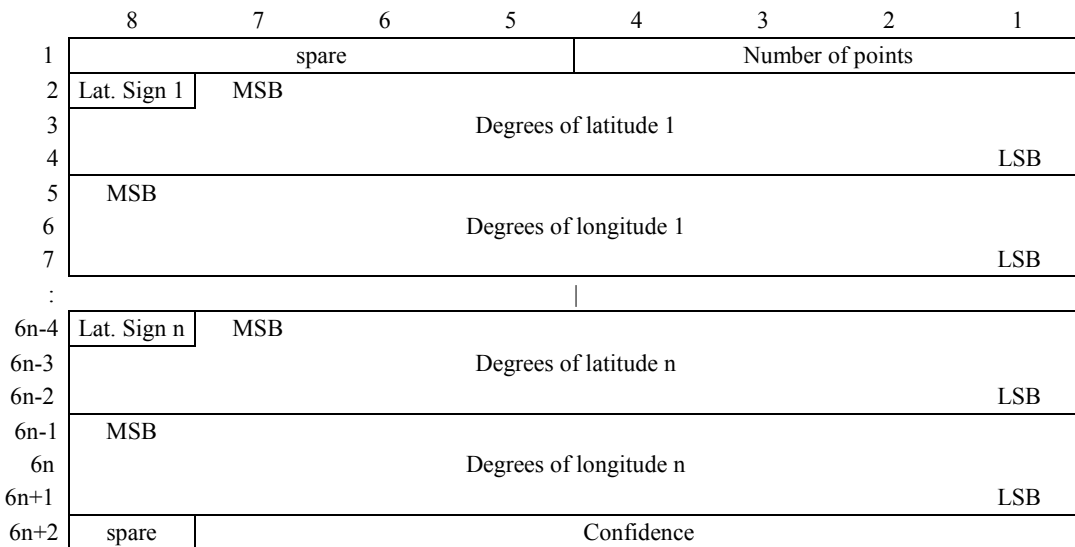 8 7 6 5 4 3 2 1
1 spare Number of points
2 Lat. Sign 1 MSB
3 Degrees of latitude 1
4 LSB
5 MSB
6 Degrees of longitude 1
7 LSB
: |
6n-4 Lat. Sign n MSB
6n-3 Degrees of latitude n
6n-2 LSB
6n-1 MSB
6n Degrees of longitude n
6n+1 LSB
6n+2 spare Confidence